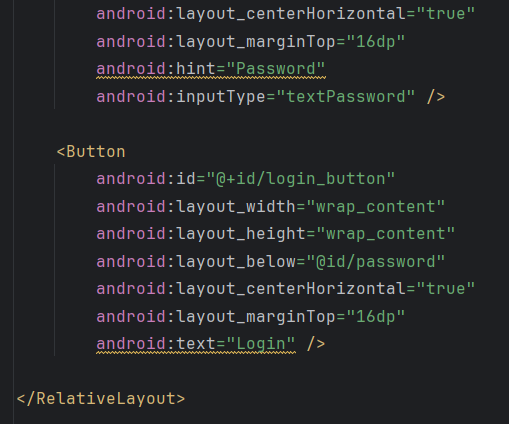 android:layout_centerHorizontal="true"
android:layout_marginTop="16dp"
android:hint="Password"
android:inputType="textPassword" />
<Button
android:id="@+id/login_button"
android:layout_width="wrap_content"
android:layout_height="wrap_content"
android:layout_below="@id/password"
android:layout_centerHorizontal="true"
android:layout_marginTop="16dp"
android:text="Login" />
</RelativeLayout>